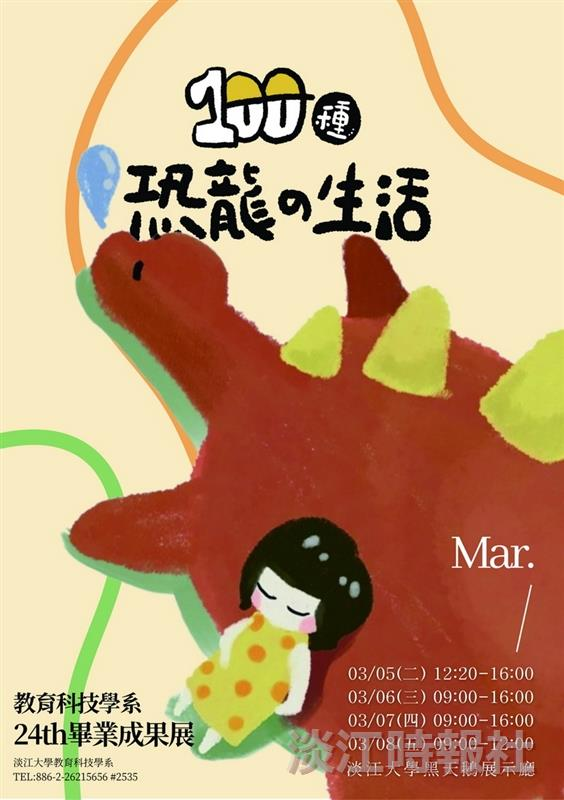 100種
恐龍の生活
Mar.
03/05(二) 12:20-16:00
03/06(三) 09:00-16:00
03/07(四) 09:00-16:00
03/08(五) 09:00-12:00
淡江大學黑天鵝展示廳
教育科技學系
24th畢業成果展
淡江大學教育科技學系
TEL:886-2-26215656 #2535
淡江時報社